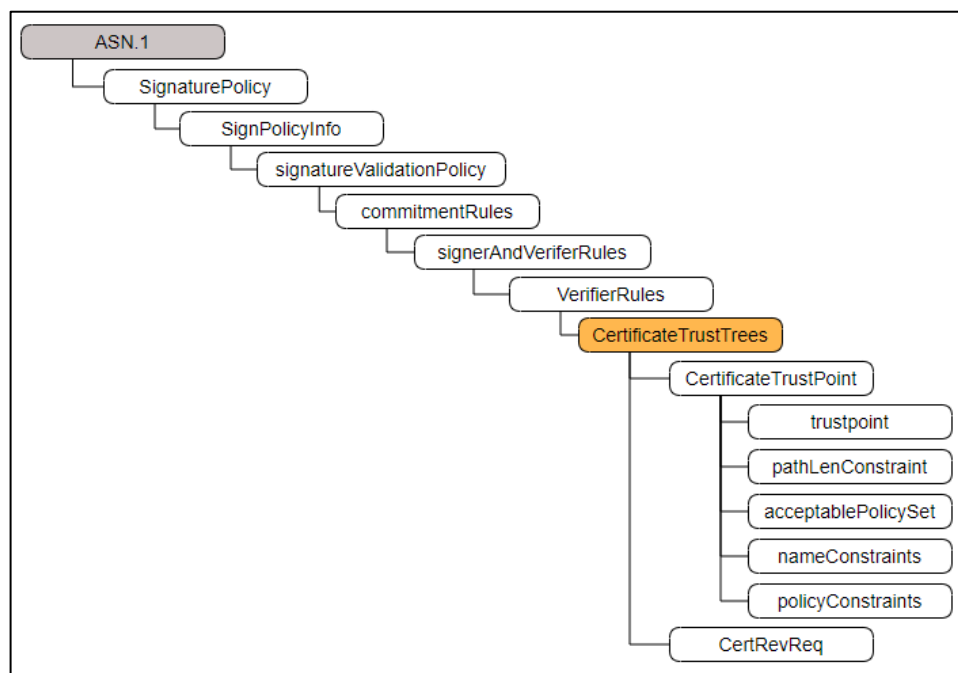 ASN.1
SignaturePolicy
SignPolicyInfo
signatureValidationPolicy
commitmentRules
signerAndVeriferRules
VerifierRules
CertificateTrustTrees
CertificateTrustPoint
trustpoint
pathLenConstraint
acceptablePolicySet
nameConstraints
policyConstraints
CertRevReq